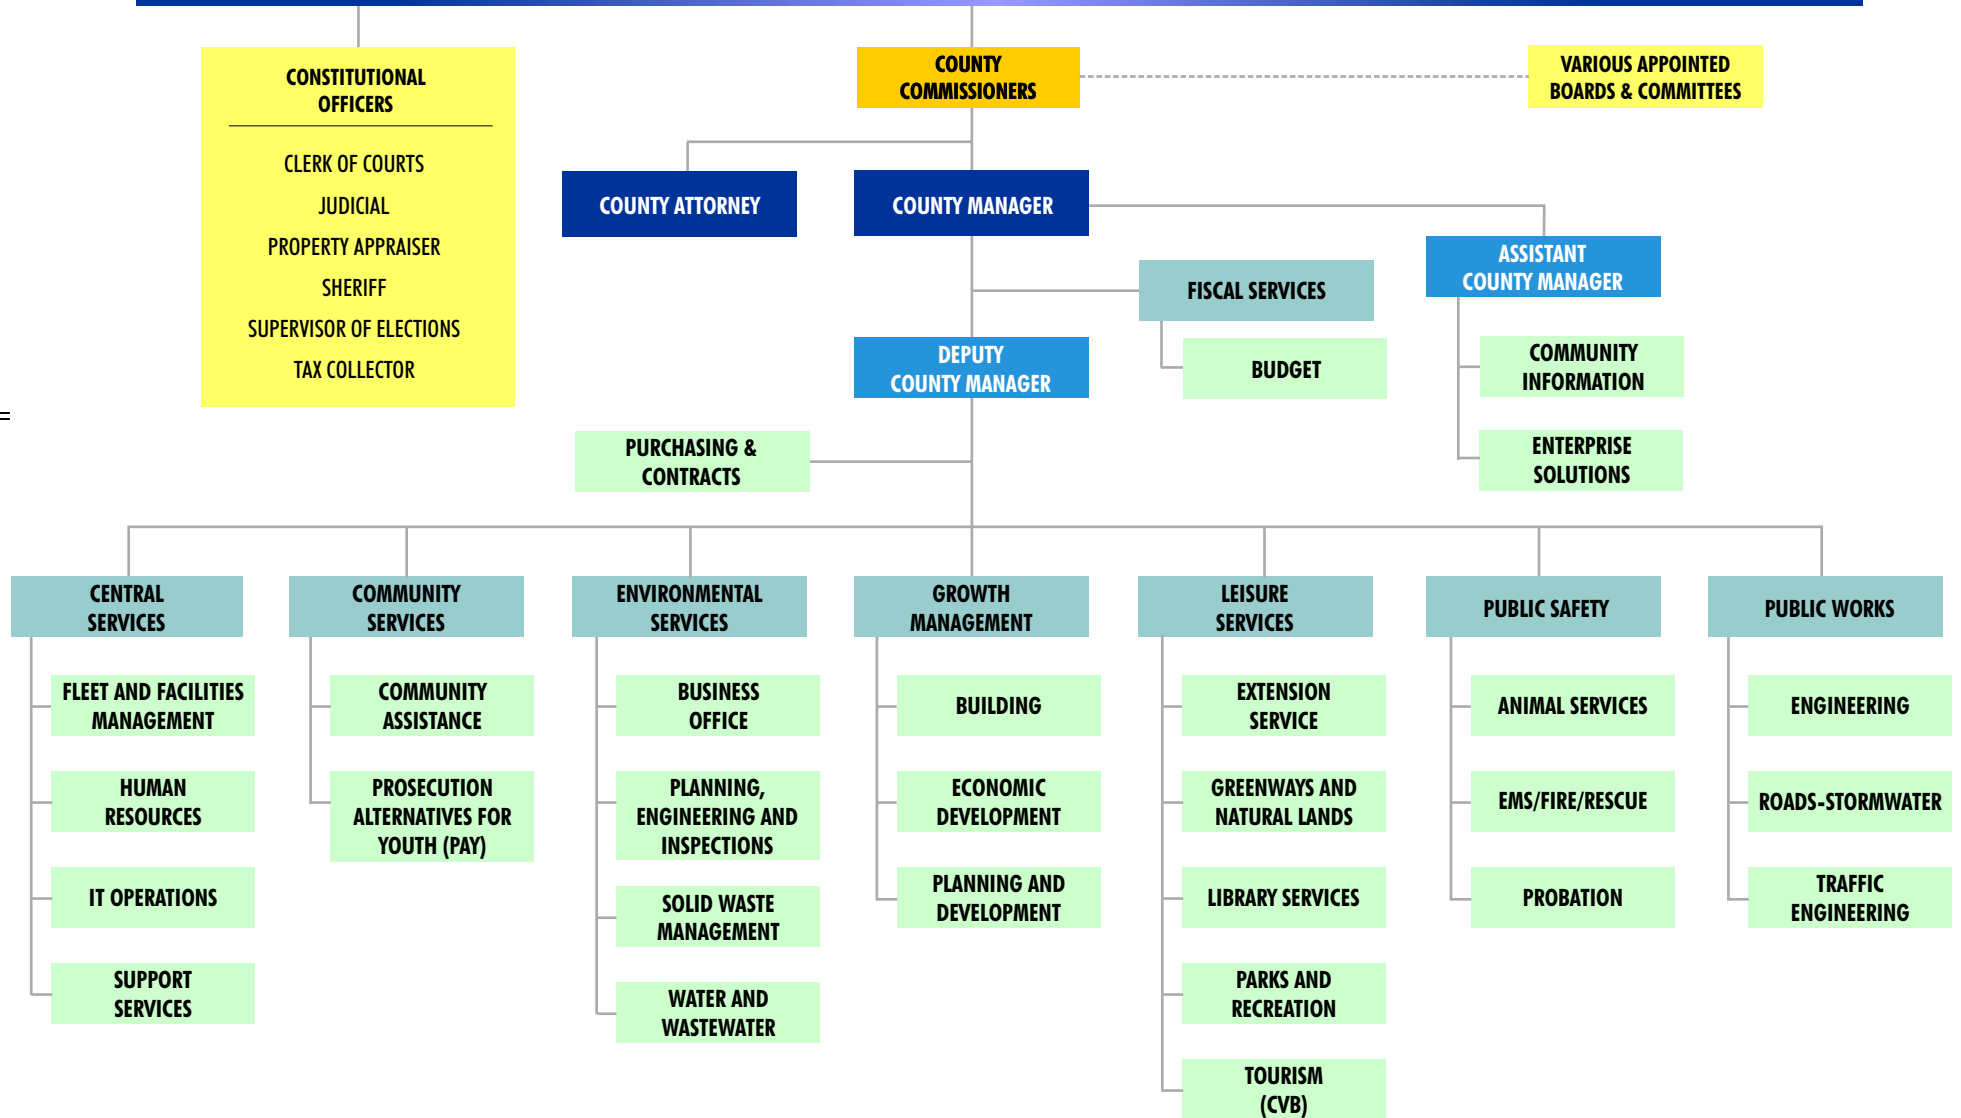 CONSTITUTIONAL
OFFICERS
CLERK OF COURTS
JUDICIAL
PROPERTY APPRAISER
SHERIFF
SUPERVISOR OF ELECTIONS
TAX COLLECTOR
=
COUNTY
COMMISSIONERS
VARIOUS APPOINTED
BOARDS & COMMITTEES
COUNTY ATTORNEY
COUNTY MANAGER
ASSISTANT
COUNTY MANAGER
FISCAL SERVICES
BUDGET
COMMUNITY
INFORMATION
ENTERPRISE
SOLUTIONS
DEPUTY
COUNTY MANAGER
PURCHASING &
CONTRACTS
CENTRAL
SERVICES
FLEET AND FACILITIES
MANAGEMENT
HUMAN
RESOURCES
IT OPERATIONS
SUPPORT
SERVICES
COMMUNITY
SERVICES
COMMUNITY
ASSISTANCE
PROSECUTION
ALTERNATIVES FOR
YOUTH (PAY)
ENVIRONMENTAL
SERVICES
BUSINESS
OFFICE
PLANNING,
ENGINEERING AND
INSPECTIONS
SOLID WASTE
MANAGEMENT
WATER AND
WASTEWATER
GROWTH
MANAGEMENT
BUILDING
ECONOMIC
DEVELOPMENT
PLANNING AND
DEVELOPMENT
LEISURE
SERVICES
EXTENSION
SERVICE
GREENWAYS AND
NATURAL LANDS
LIBRARY SERVICES
PARKS AND
RECREATION
TOURISM
(CVB)
PUBLIC SAFETY
ANIMAL SERVICES
EMS/FIRE/RESCUE
PROBATION
PUBLIC WORKS
ENGINEERING
ROADS-STORMWATER
TRAFFIC
ENGINEERING